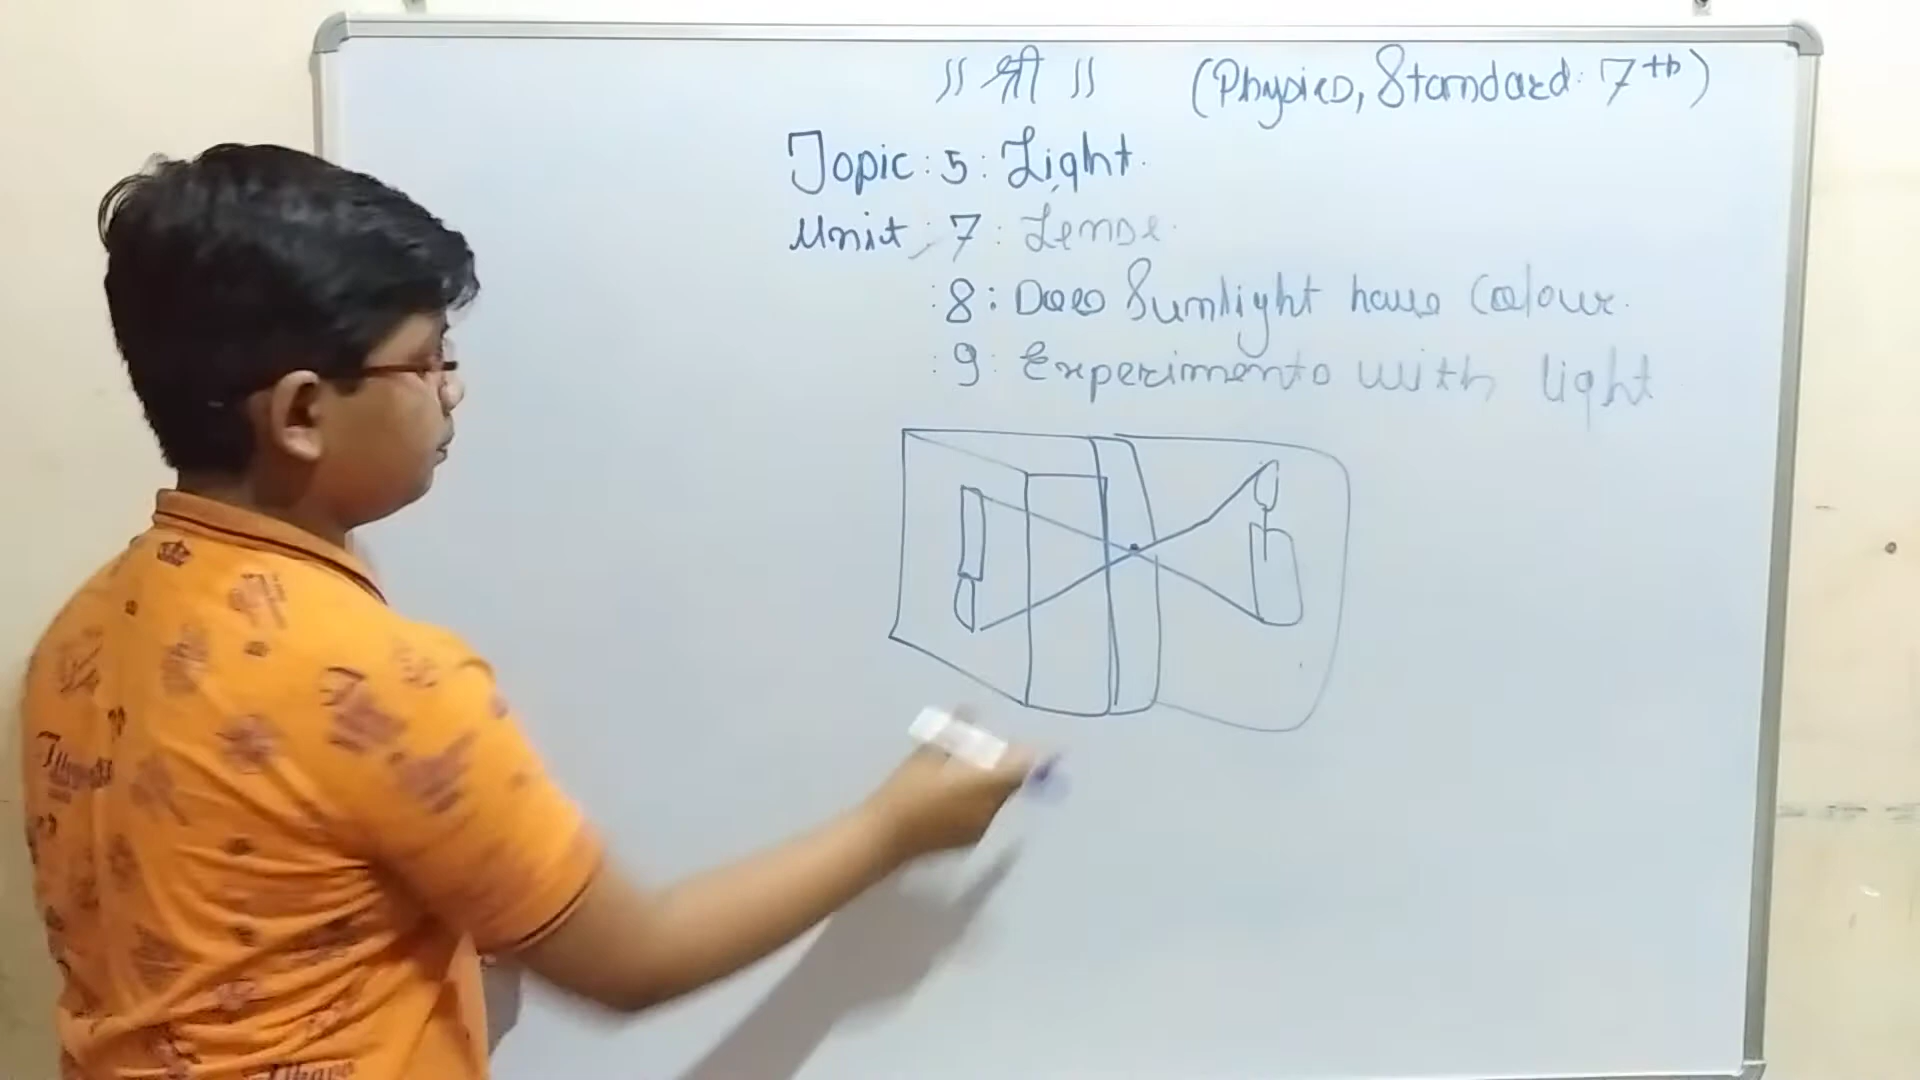 ॥ श्री ॥ (Physics, Standard: 7th)
Topic: 5: Light.
Unit: 7: Lense.
: 8: Does Sunlight have Colour.
: 9: Experiments with light